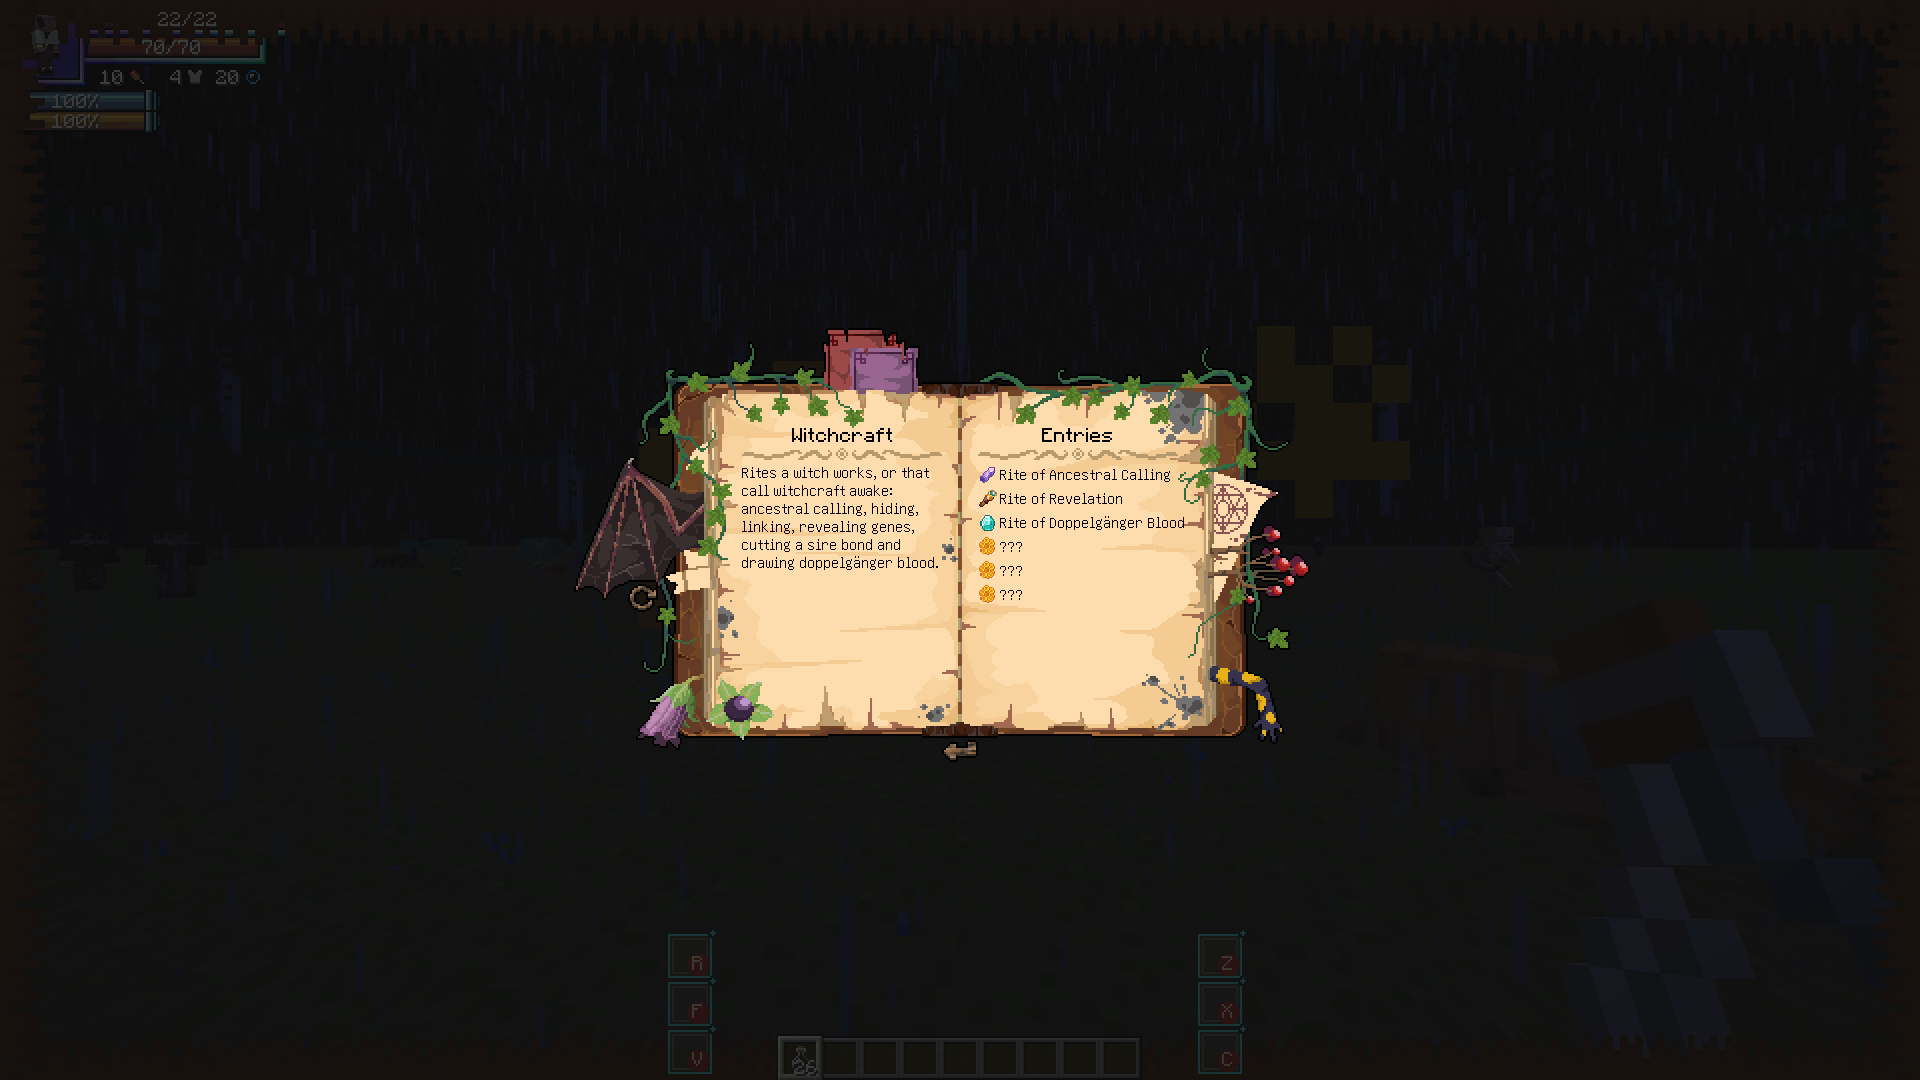 22/22
70/70
10 4 20
100%
100%
Witchcraft
Rites a witch works, or that
call witchcraft awake:
ancestral calling, hiding,
linking, revealing genes,
cutting a sire bond and
drawing doppelgänger blood.
Entries
Rite of Ancestral Calling
Rite of Revelation
Rite of Doppelgänger Blood
???
???
???
R
F
V
26
Z
X
C